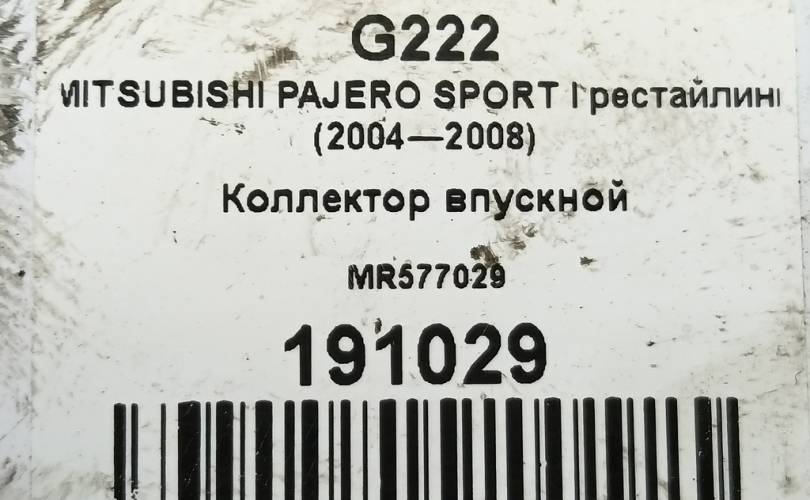 G222
MITSUBISHI PAJERO SPORT I рестайлинг
(2004—2008)
Коллектор впускной
MR577029
191029